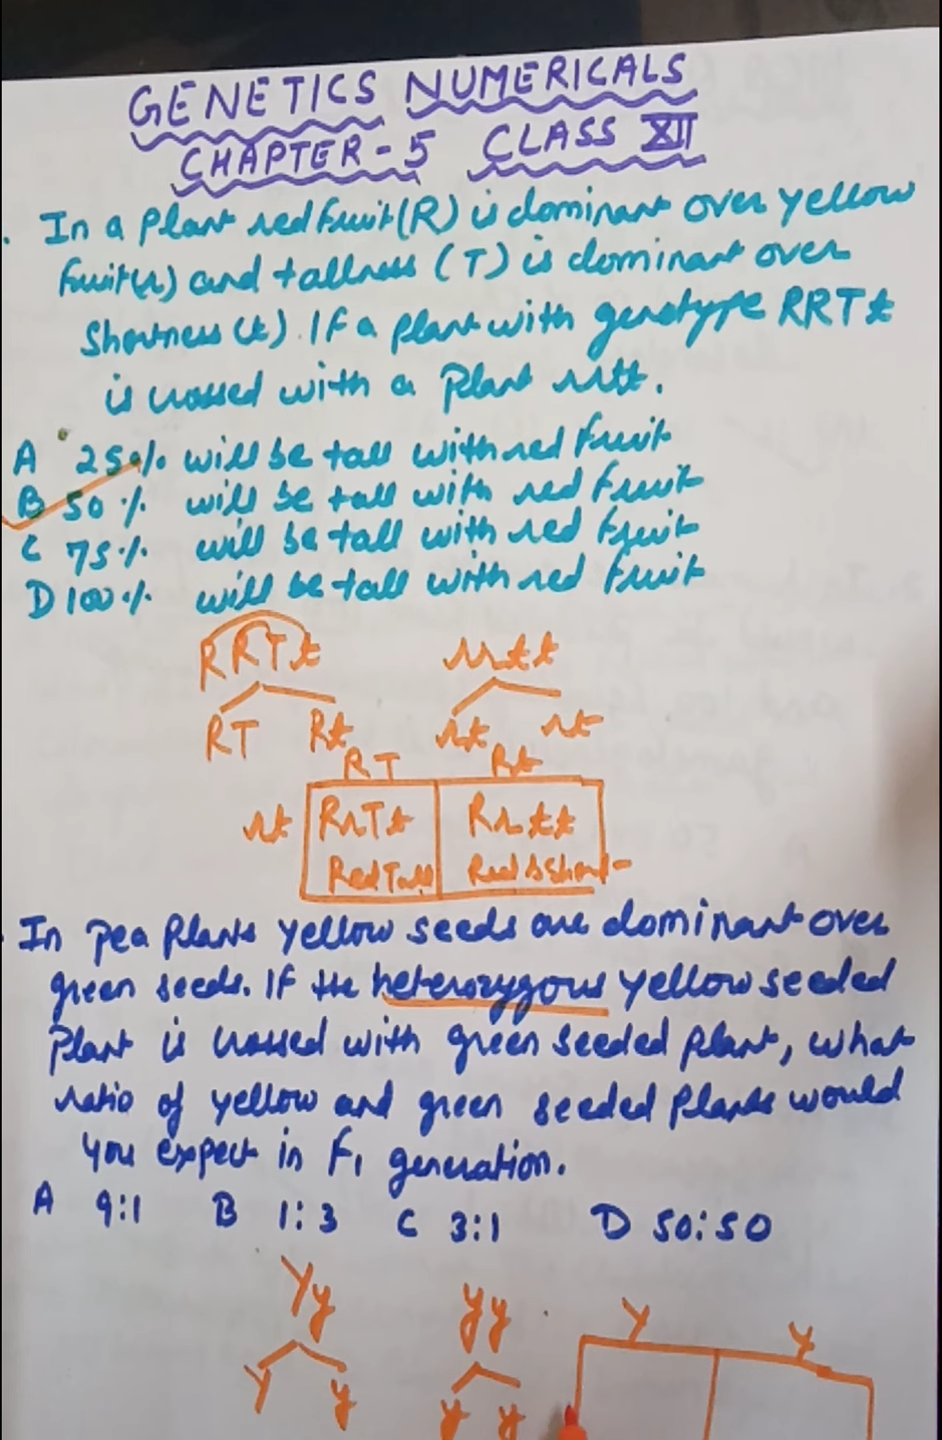 GENETICS NUMERICALS
CHAPTER-5 CLASS XII
. In a plant red fruit(R) is dominant over yellow
fruit(r) and tallness (T) is dominant over
shortness (t). If a plant with genotype RRTt
is crossed with a plant rrtt.
A 25% will be tall with red fruit
B 50% will be tall with red fruit
C 75% will be tall with red fruit
D 100% will be tall with red fruit
RRTt rrtt
RT Rt rt rt
RT Rt
rt RrTt Rrtt
Red Tall Red & Short
In pea plants yellow seeds are dominant over
green seeds. If the heterozygous yellow seeded
plant is crossed with green seeded plant, what
ratio of yellow and green seeded plants would
you expect in F1 generation.
A 9:1 B 1:3 C 3:1 D 50:50
Yy yy Y y
Y y y y